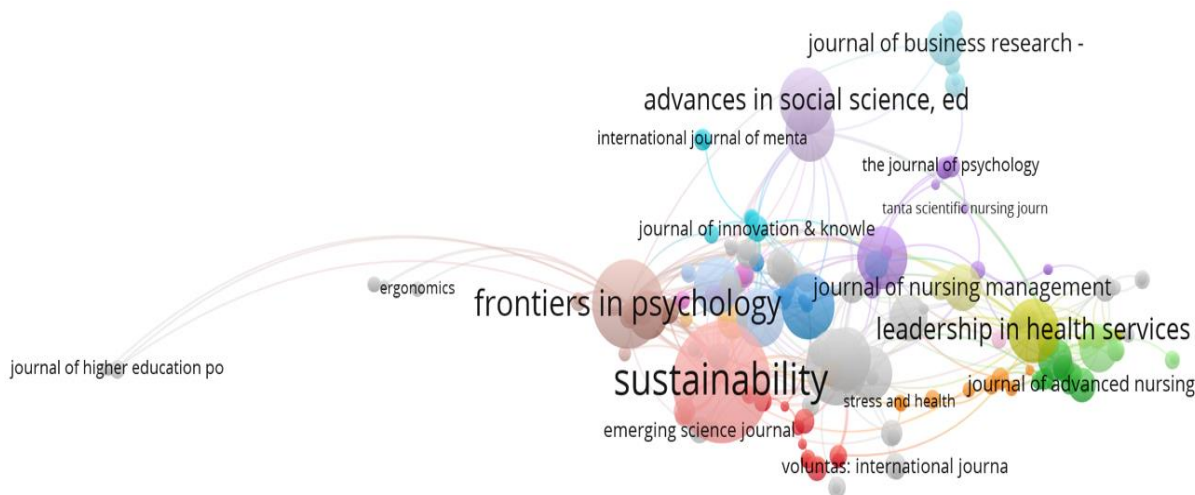 journal of business research -
advances in social science, ed
international journal of menta
the journal of psychology
tanta scientific nursing journ
journal of innovation & knowle
ergonomics
frontiers in psychology
journal of nursing management
leadership in health services
journal of higher education po
sustainability
journal of advanced nursing
stress and health
emerging science journal
voluntas: international journa